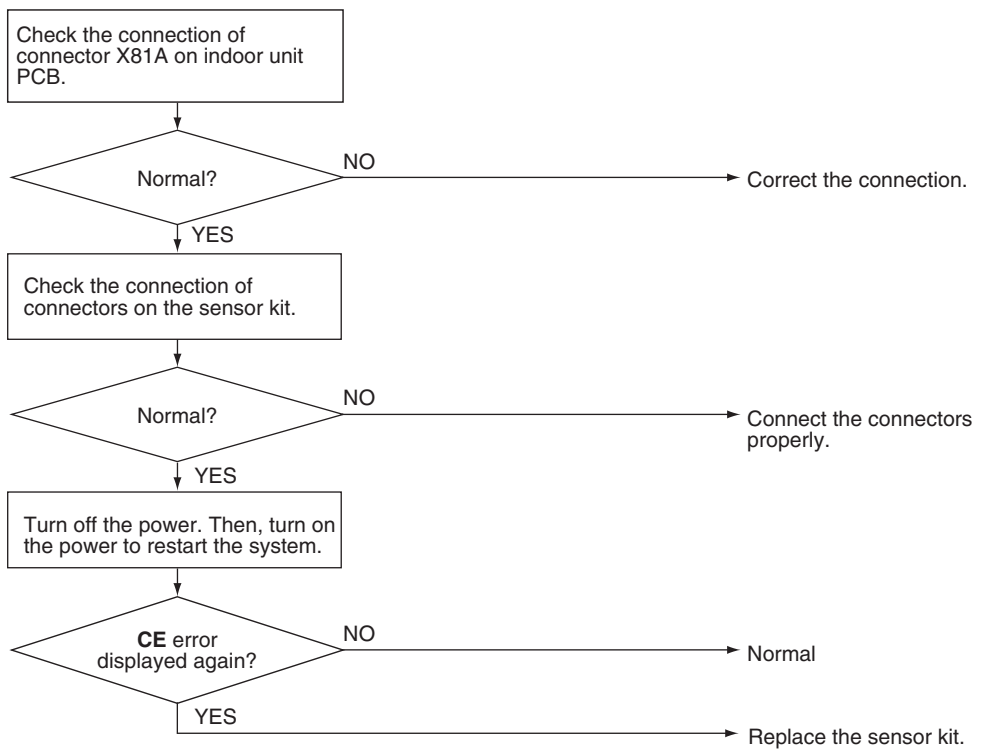 Check the connection of
connector X81A on indoor unit
PCB.
Normal?
NO
Correct the connection.
YES
Check the connection of
connectors on the sensor kit.
Normal?
NO
Connect the connectors
properly.
YES
Turn off the power. Then, turn on
the power to restart the system.
CE error
displayed again?
NO
Normal
YES
Replace the sensor kit.